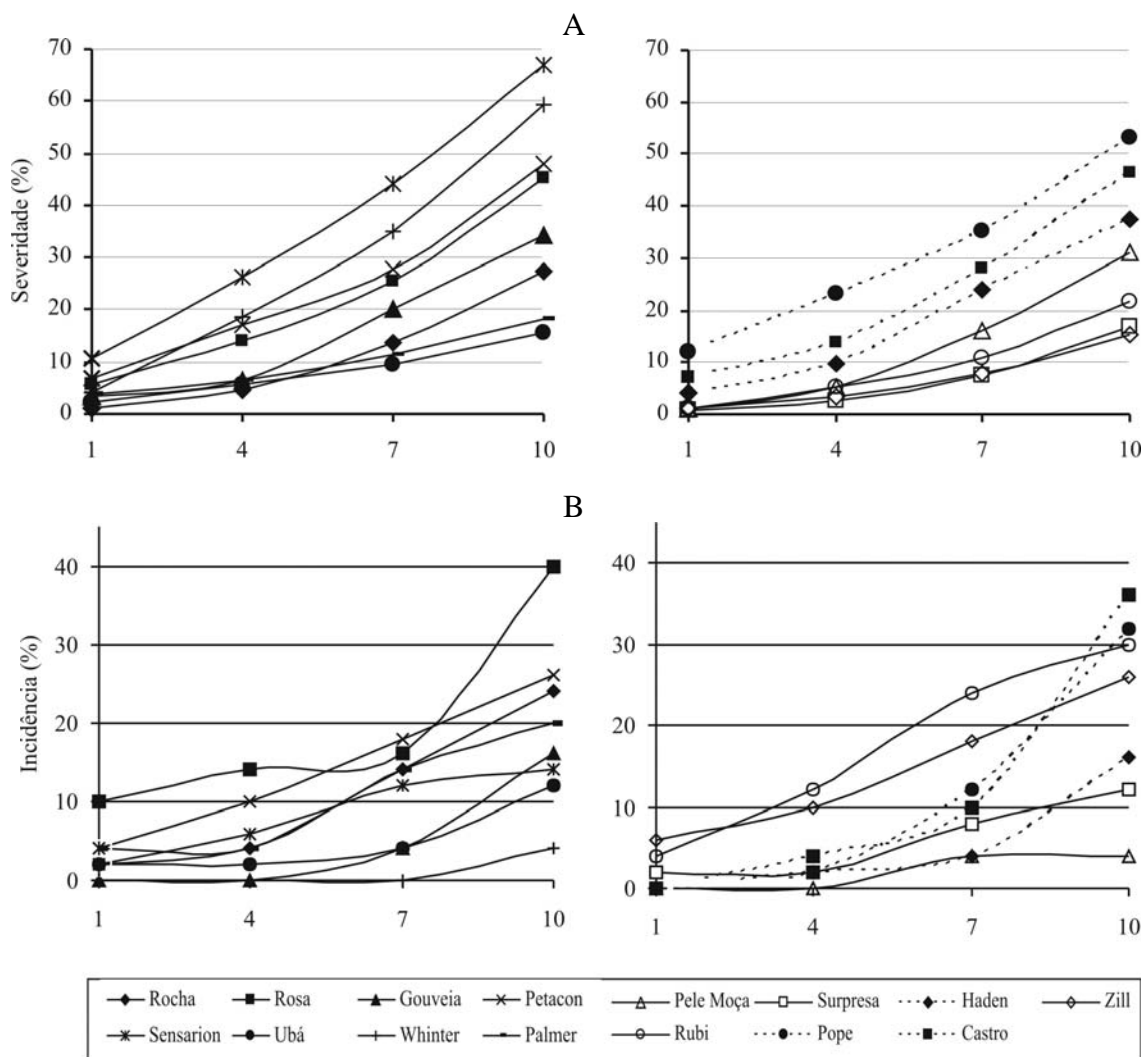 A
Severidade (%)
70
60
50
40
30
20
10
0
1 4 7 10
70
60
50
40
30
20
10
0
1 4 7 10
B
Incidência (%)
40
30
20
10
0
1 4 7 10
40
30
20
10
0
1 4 7 10
Rocha Rosa Gouveia Petacon Pele Moça Surpresa Haden Zill
Sensarion Ubá Whinter Palmer Rubi Pope Castro